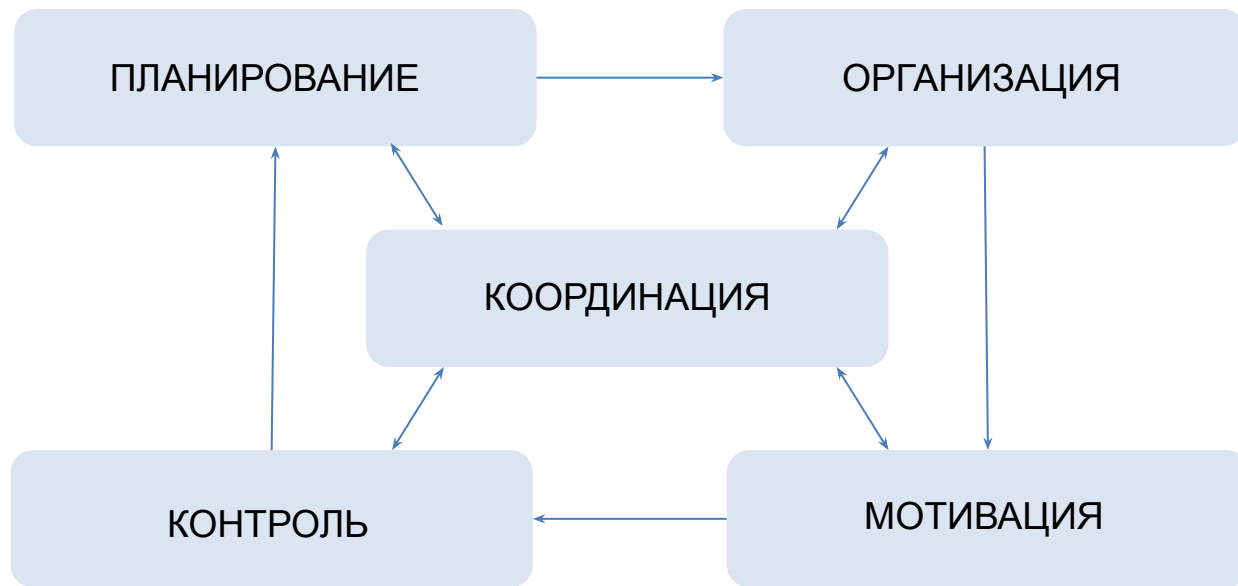 ПЛАНИРОВАНИЕ
ОРГАНИЗАЦИЯ
КООРДИНАЦИЯ
КОНТРОЛЬ
МОТИВАЦИЯ